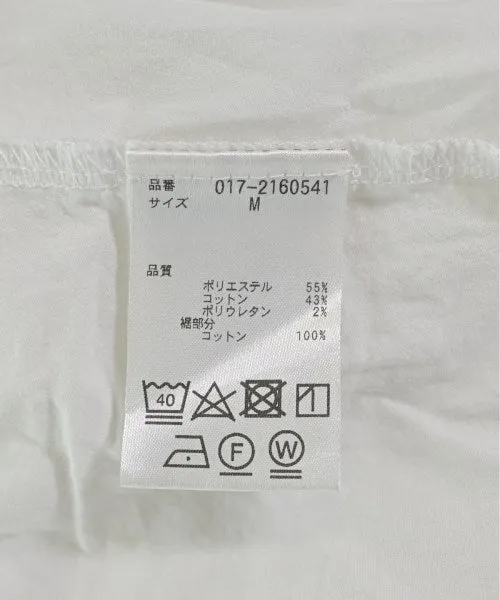 品番 017-2160541
サイズ M
品質
ポリエステル 55%
コットン 43%
ポリウレタン 2%
裾部分
コットン 100%
40
F W